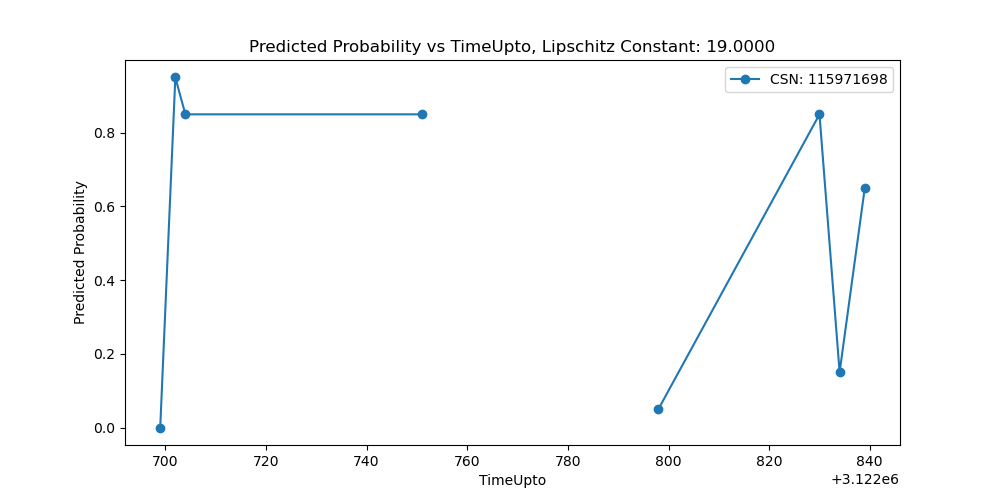 Predicted Probability vs TimeUpto, Lipschitz Constant: 19.0000
CSN: 115971698
Predicted Probability
0.8
0.6
0.4
0.2
0.0
700 720 740 760 780 800 820 840
+3.122e6
TimeUpto